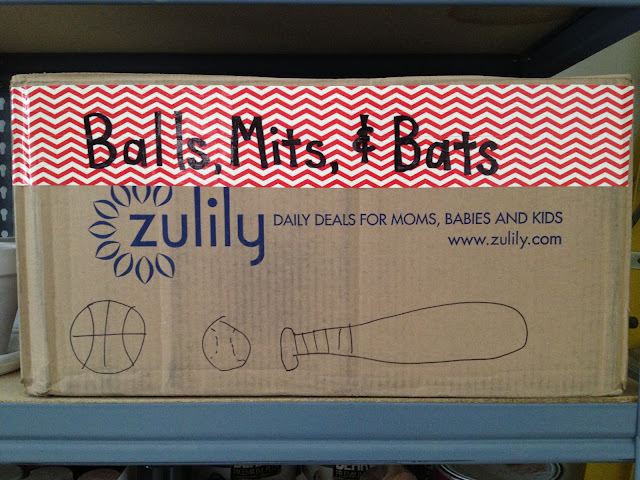 Balls, Mits, & Bats
zulily DAILY DEALS FOR MOMS, BABIES AND KIDS
www.zulily.com